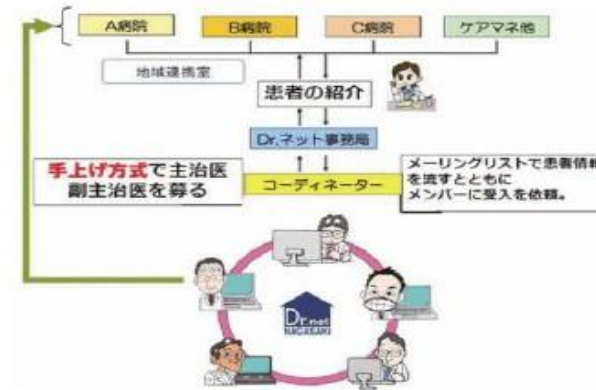 A病院
B病院
C病院
ケアマネ他
地域連携室
患者の紹介
Dr.ネット事務局
手上げ方式で主治医
副主治医を募る
コーディネーター
メーリングリストで患者情報
を流すとともに
メンバーに受入を依頼。
Dr.net
NAGASAKI